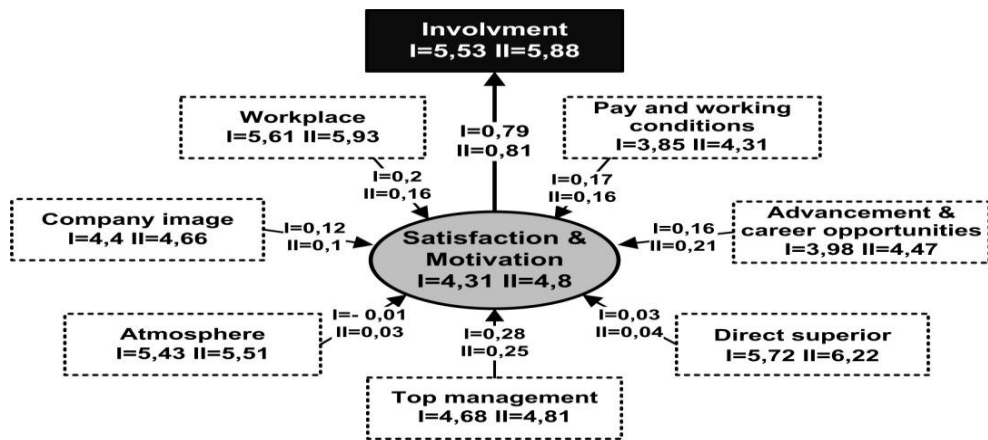 Involvment
I=5,53 II=5,88
Workplace
I=5,61 II=5,93
I=0,79
II=0,81
Pay and working
conditions
I=3,85 II=4,31
I=0,2
II=0,16
I=0,17
II=0,16
Company image
I=4,4 II=4,66
I=0,12
II=0,1
Satisfaction &
Motivation
I=4,31 II=4,8
I=0,16
II=0,21
Advancement &
career opportunities
I=3,98 II=4,47
Atmosphere
I=5,43 II=5,51
I=- 0,01
II=0,03
I=0,28
II=0,25
I=0,03
II=0,04
Direct superior
I=5,72 II=6,22
Top management
I=4,68 II=4,81